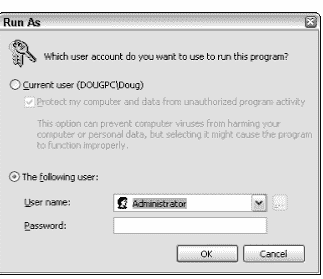 Run As
Which user account do you want to use to run this program?
Current user (DOUGPC\Doug)
Protect my computer and data from unauthorized program activity
This option can prevent computer viruses from harming your
computer or personal data, but selecting it might cause the program
to function improperly.
The following user:
User name: Administrator ...
Password:
OK Cancel